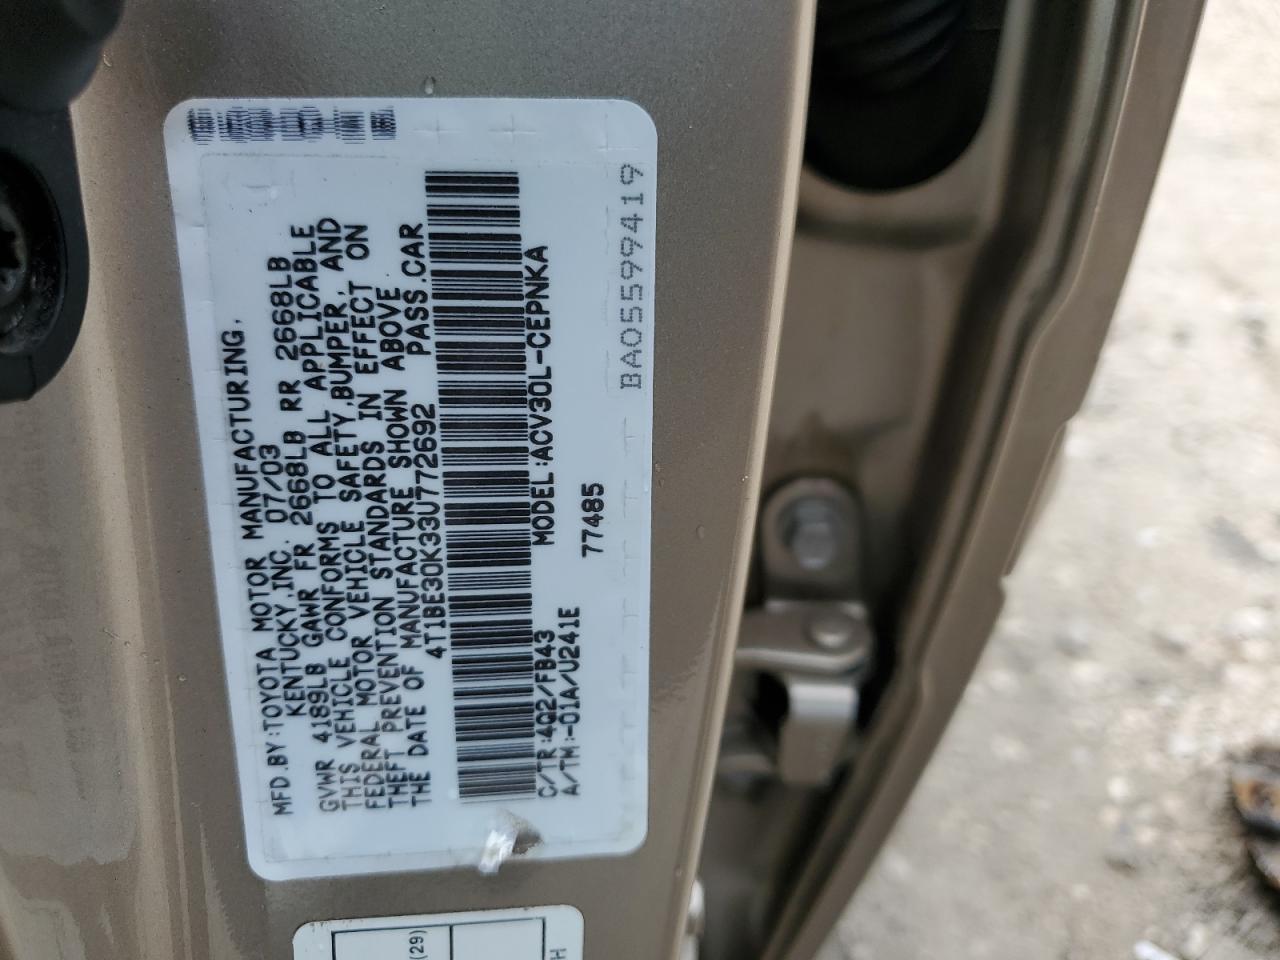 MFD.BY:TOYOTA MOTOR MANUFACTURING,
KENTUCKY,INC. 07/03
GVWR 4189LB GAWR FR 2668LB RR 2668LB
THIS VEHICLE CONFORMS TO ALL APPLICABLE
FEDERAL MOTOR VEHICLE SAFETY,BUMPER, AND
THEFT PREVENTION STANDARDS IN EFFECT ON
THE DATE OF MANUFACTURE SHOWN ABOVE
4T1BE30K33U772692 PASS.CAR
C/TR:4Q2/FB43 MODEL:ACV30L-CEPNKA
A/TM:-01A/U241E 77485
BA05599419
(29)
H